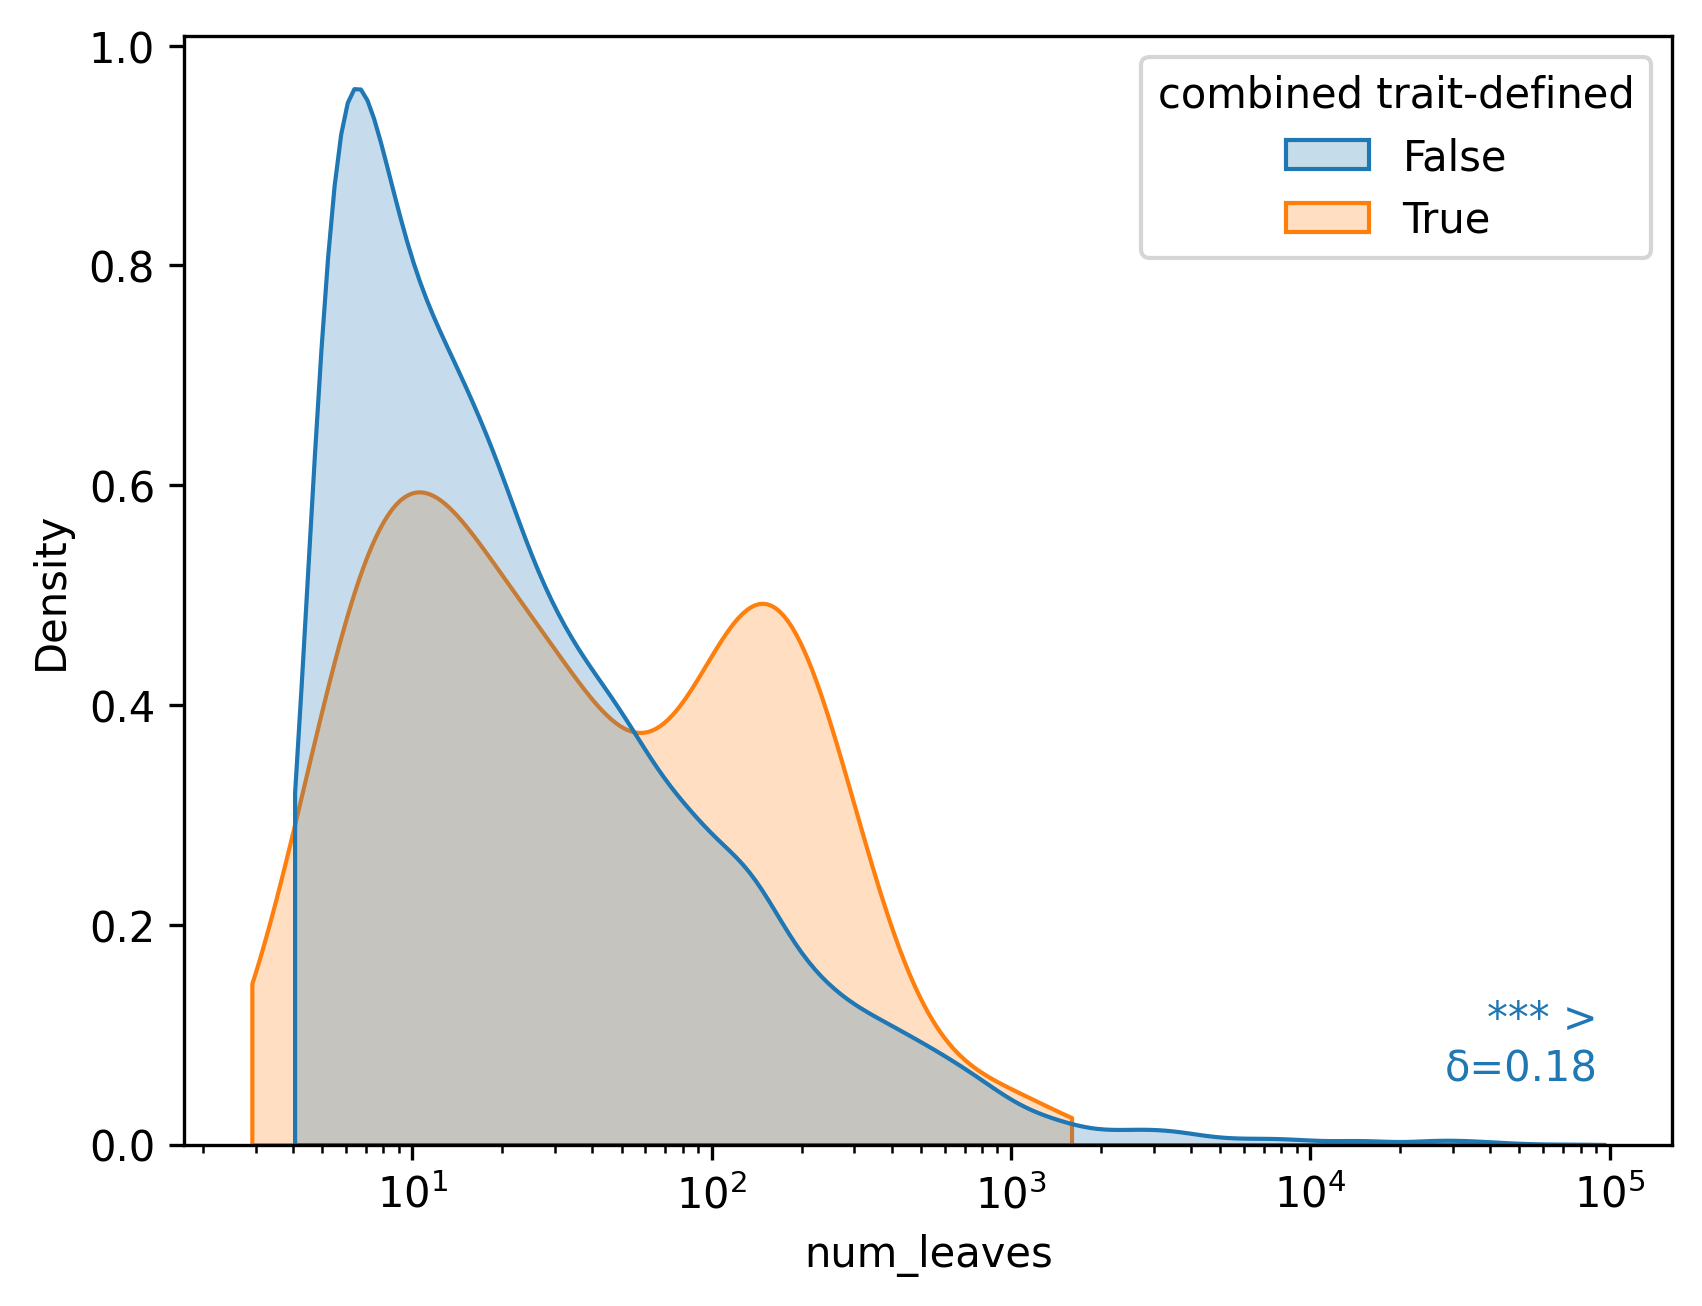 combined trait-defined
False
True
1.0
0.8
0.6
0.4
0.2
0.0
Density
*** >
δ=0.18
10¹ 10² 10³ 10⁴ 10⁵
num_leaves